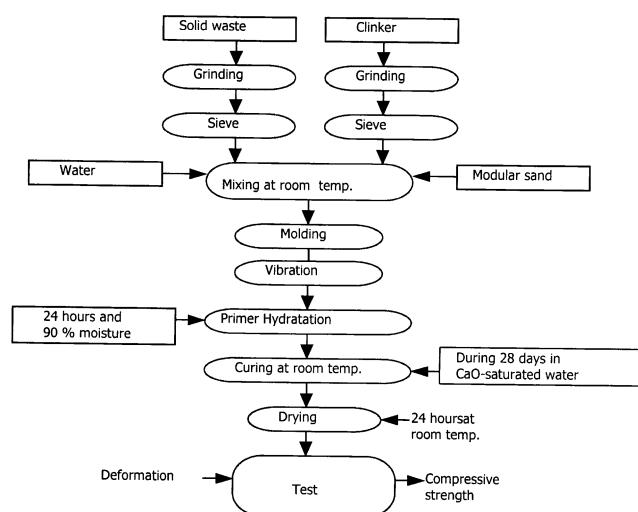 Solid waste
Clinker
Grinding
Grinding
Sieve
Sieve
Water
Mixing at room temp.
Modular sand
Molding
Vibration
24 hours and
90 % moisture
Primer Hydratation
Curing at room temp.
During 28 days in
CaO-saturated water
Drying
24 hoursat
room temp.
Deformation
Test
Compressive
strength